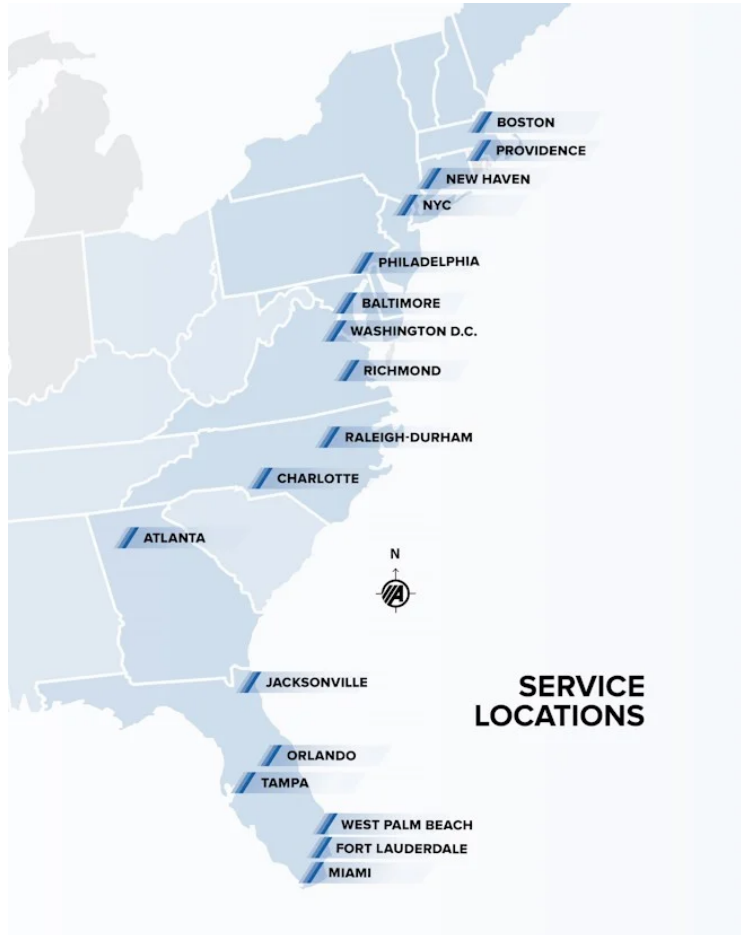 BOSTON
PROVIDENCE
NEW HAVEN
NYC
PHILADELPHIA
BALTIMORE
WASHINGTON D.C.
RICHMOND
RALEIGH-DURHAM
CHARLOTTE
ATLANTA
N
A
JACKSONVILLE
SERVICE
LOCATIONS
ORLANDO
TAMPA
WEST PALM BEACH
FORT LAUDERDALE
MIAMI